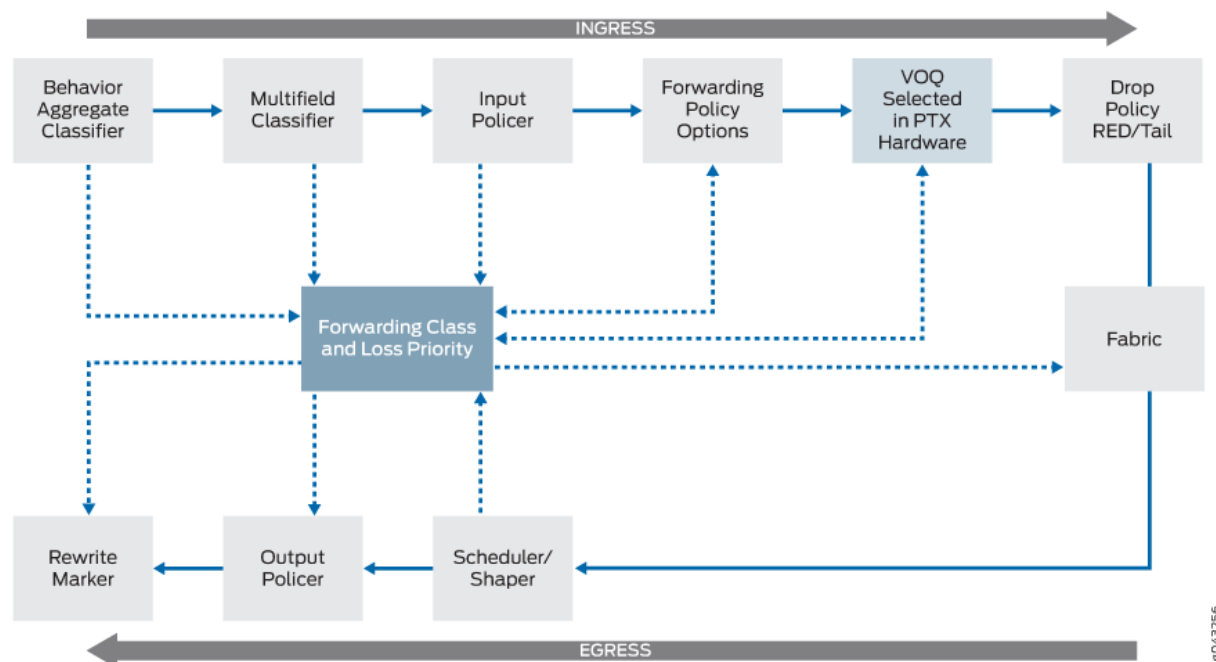 INGRESS
Behavior
Aggregate
Classifier
Multifield
Classifier
Input
Policer
Forwarding
Policy
Options
VOQ
Selected
in PTX
Hardware
Drop
Policy
RED/Tail
Forwarding Class
and Loss Priority
Fabric
Rewrite
Marker
Output
Policer
Scheduler/
Shaper
EGRESS